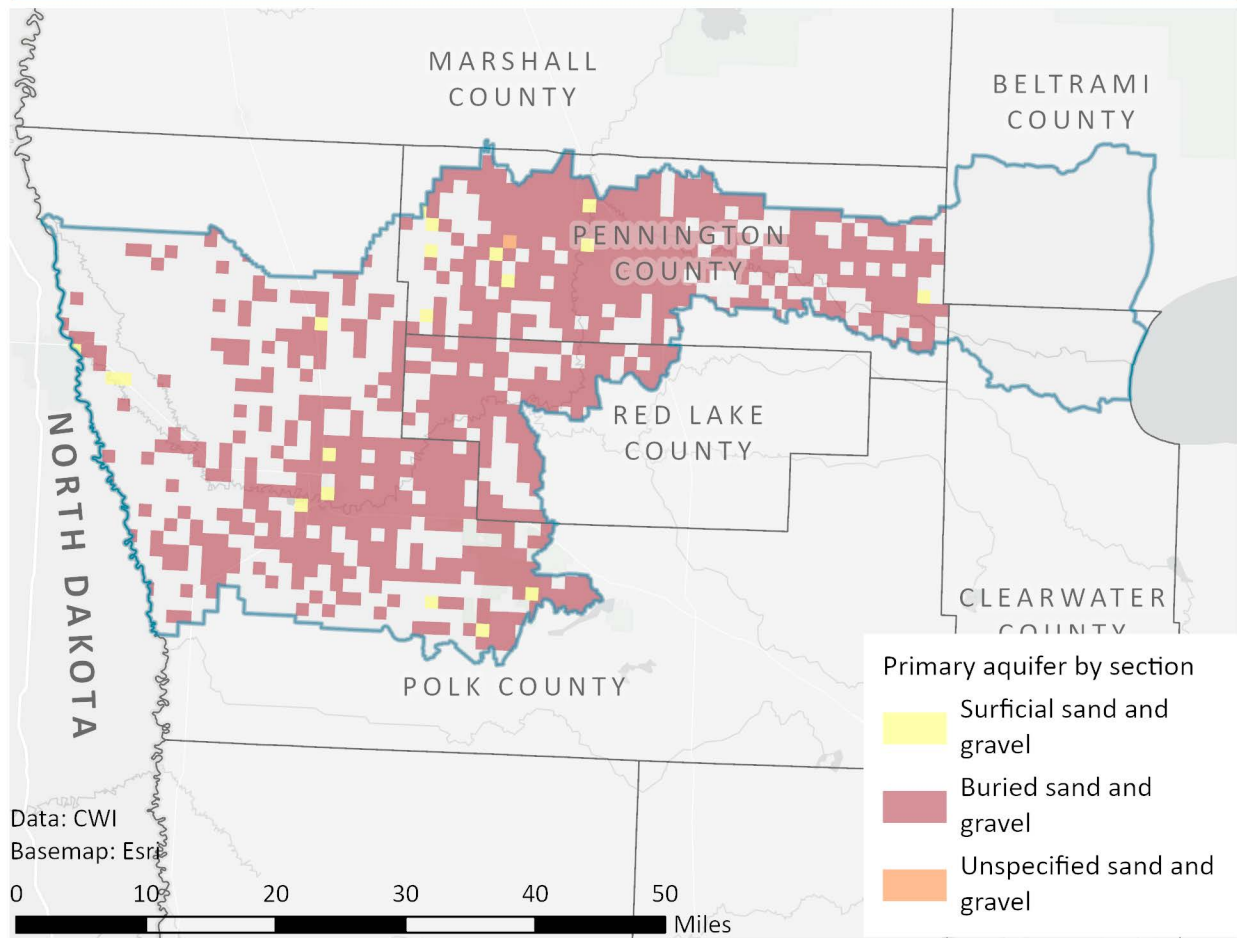 MARSHALL
COUNTY
BELTRAMI
COUNTY
PENNINGTON
COUNTY
RED LAKE
COUNTY
NORTH DAKOTA
CLEARWATER
COUNTY
POLK COUNTY
Primary aquifer by section
Surficial sand and
gravel
Buried sand and
gravel
Unspecified sand and
gravel
Data: CWI
Basemap: Esri
0 10 20 30 40 50
Miles